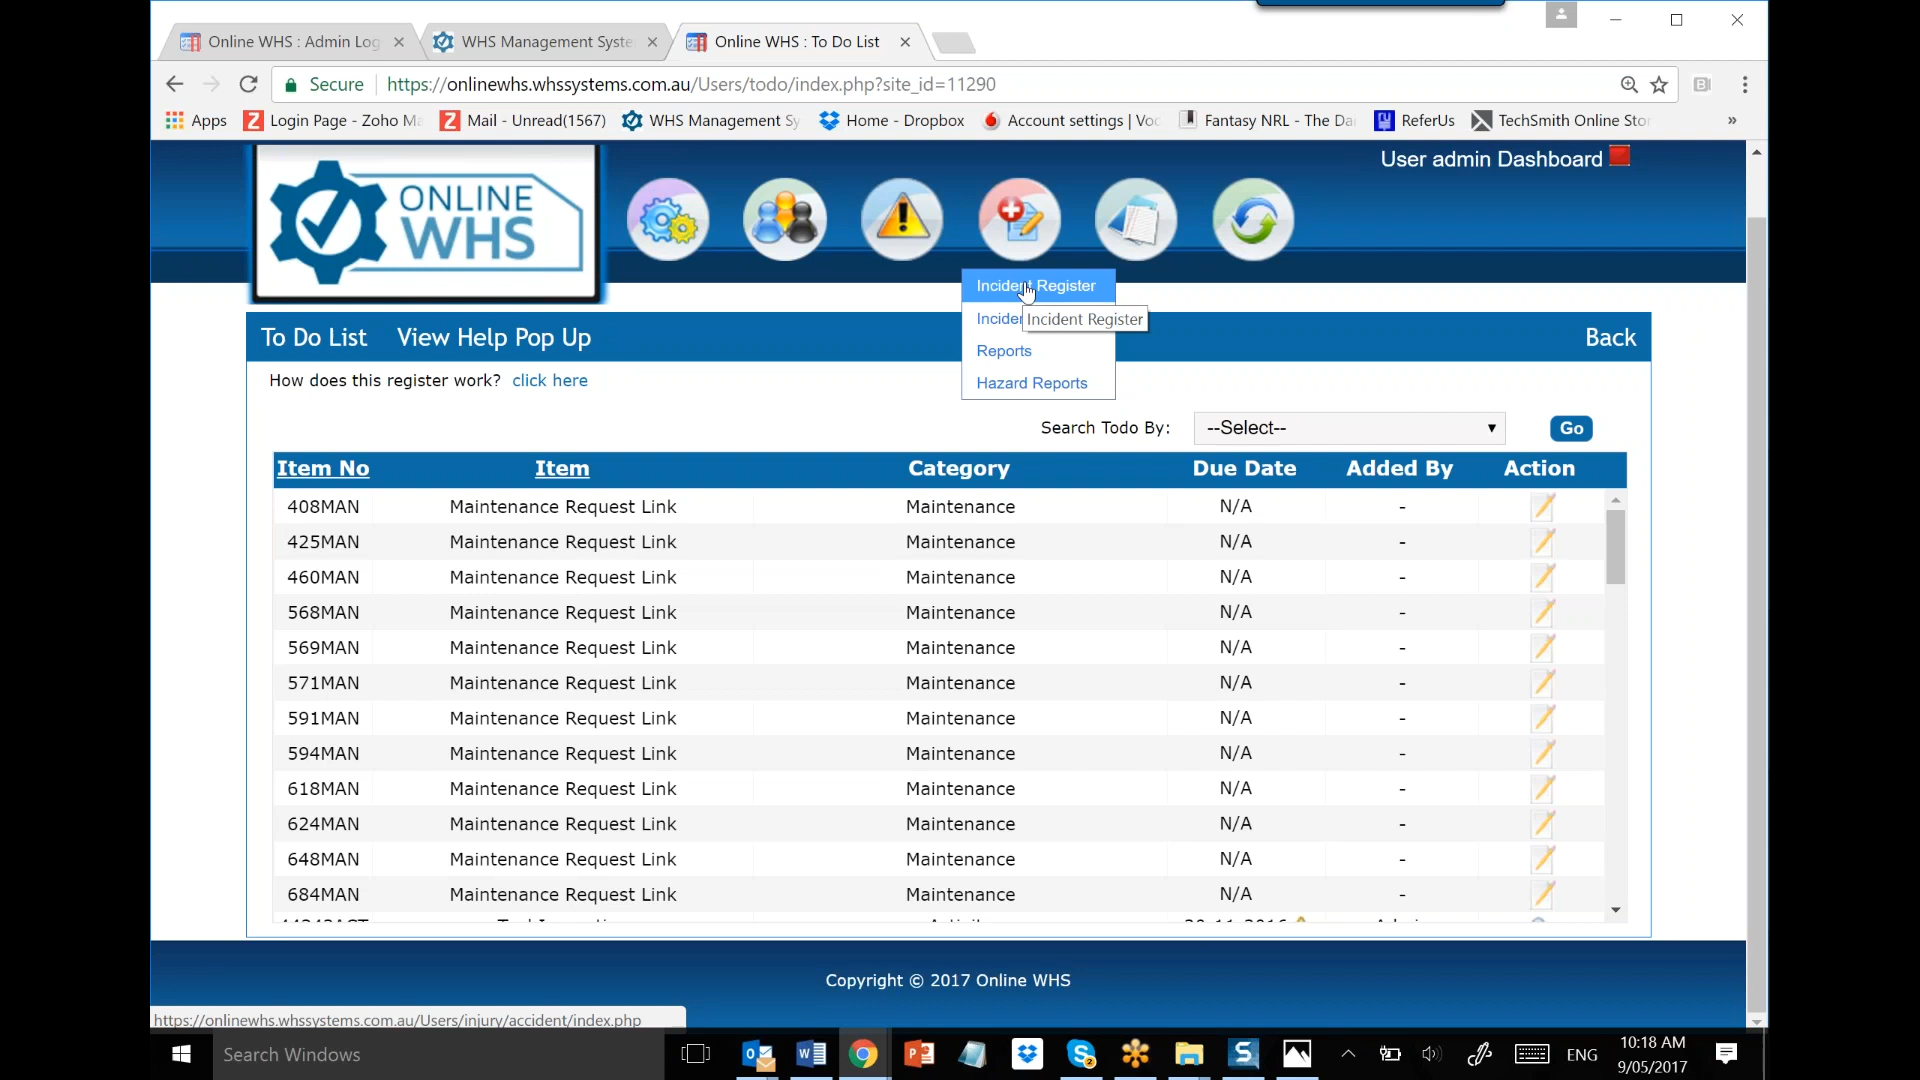 Online WHS : Admin Log
WHS Management Syste
Online WHS : To Do List
Secure
https://onlinewhs.whssystems.com.au/Users/todo/index.php?site_id=11290
Apps
Login Page - Zoho Ma
Mail - Unread(1567)
WHS Management Sy
Home - Dropbox
Account settings | Vo
Fantasy NRL - The Da
ReferUs
TechSmith Online Sto
»
User admin Dashboard
ONLINE
WHS
Incident Register
Inciden
Incident Register
Reports
Hazard Reports
To Do List
View Help Pop Up
Back
How does this register work? click here
Search Todo By:
--Select--
Go
Item No Item Category Due Date Added By Action
408MAN Maintenance Request Link Maintenance N/A -
425MAN Maintenance Request Link Maintenance N/A -
460MAN Maintenance Request Link Maintenance N/A -
568MAN Maintenance Request Link Maintenance N/A -
569MAN Maintenance Request Link Maintenance N/A -
571MAN Maintenance Request Link Maintenance N/A -
591MAN Maintenance Request Link Maintenance N/A -
594MAN Maintenance Request Link Maintenance N/A -
618MAN Maintenance Request Link Maintenance N/A -
624MAN Maintenance Request Link Maintenance N/A -
648MAN Maintenance Request Link Maintenance N/A -
684MAN Maintenance Request Link Maintenance N/A -
Copyright © 2017 Online WHS
https://onlinewhs.whssystems.com.au/Users/injury/accident/index.php
Search Windows
ENG
10:18 AM
9/05/2017